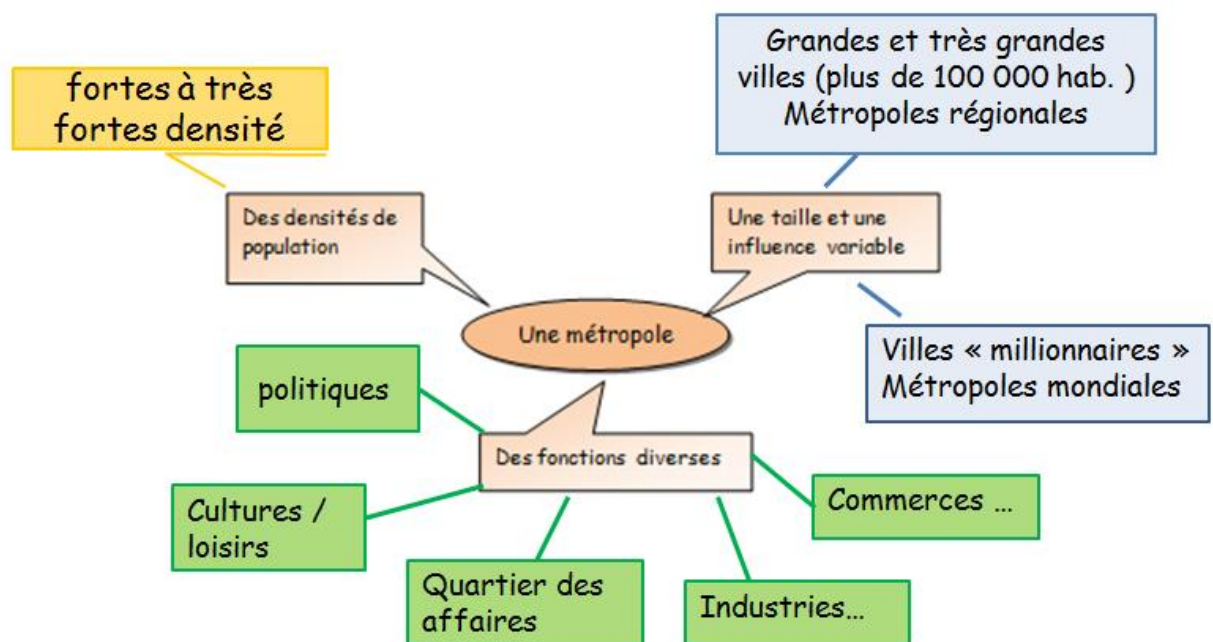 Grandes et très grandes
villes (plus de 100 000 hab. )
Métropoles régionales
fortes à très
fortes densité
Des densités de
population
Une taille et une
influence variable
Une métropole
Villes « millionnaires »
Métropoles mondiales
politiques
Des fonctions diverses
Cultures /
loisirs
Commerces ...
Quartier des
affaires
Industries...